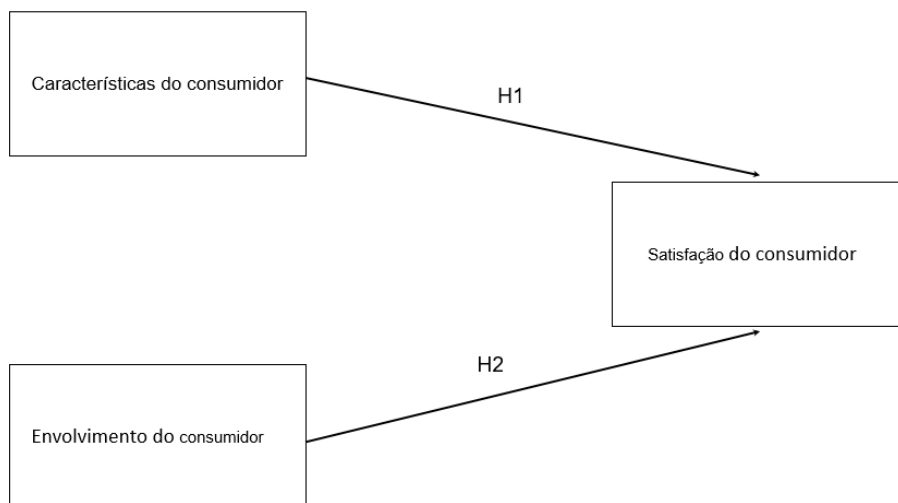 Características do consumidor
H1
Satisfação do consumidor
H2
Envolvimento do consumidor